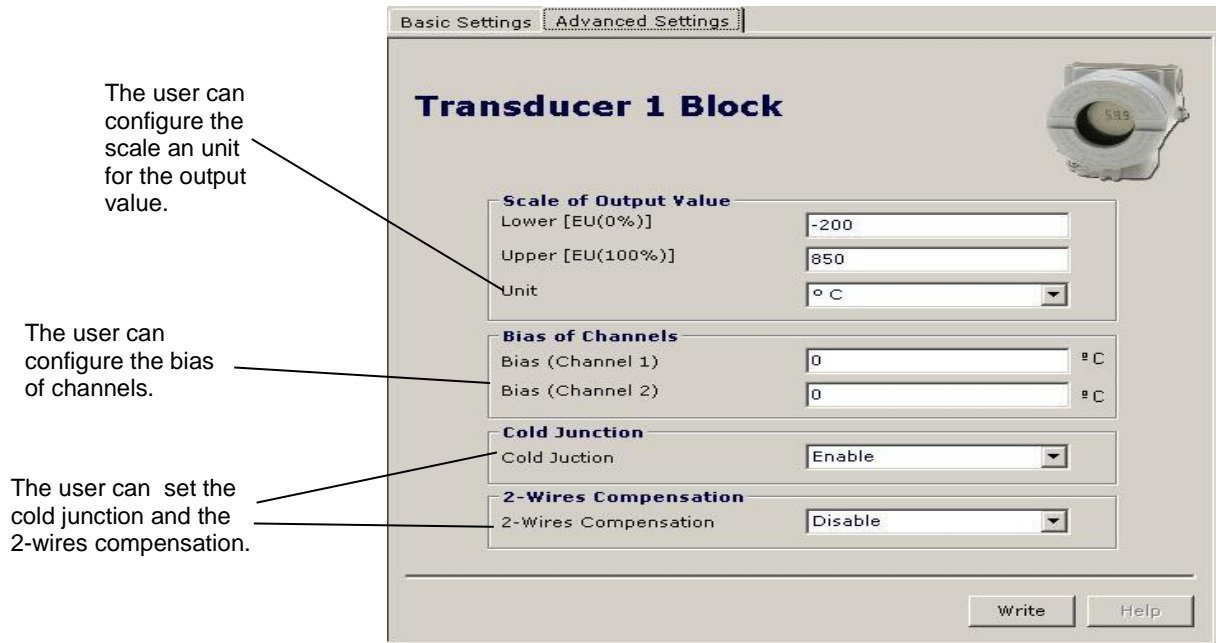 Basic Settings
Advanced Settings
The user can
configure the
scale an unit
for the output
value.
Transducer 1 Block
Scale of Output Value
Lower [EU(0%)]
-200
Upper [EU(100%)]
850
Unit
º C
The user can
configure the bias
of channels.
Bias of Channels
Bias (Channel 1)
0
ºC
Bias (Channel 2)
0
ºC
Cold Junction
Cold Juction
Enable
The user can set the
cold junction and the
2-wires compensation.
2-Wires Compensation
2-Wires Compensation
Disable
Write
Help